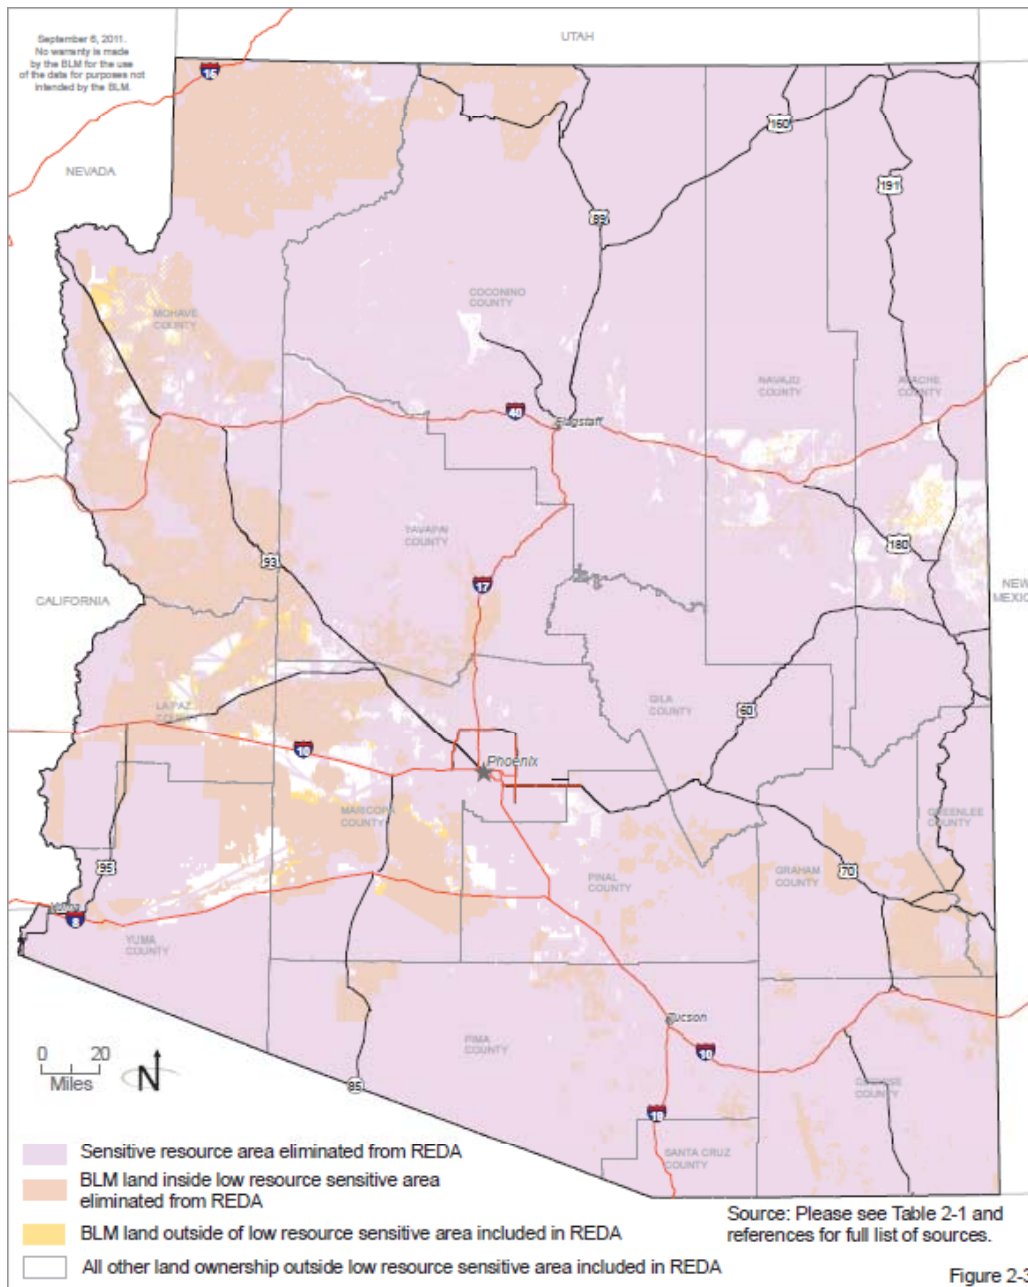 September 6, 2011.
No warranty is made
by the BLM for the use
of the data for purposes not
intended by the BLM.
UTAH
15
160
NEVADA
191
89
COCONINO
COUNTY
MOHAVE
COUNTY
NAVAJO
COUNTY
APACHE
COUNTY
40
Flagstaff
YAVAPAI
COUNTY
180
93
17
NEW
MEXIC
CALIFORNIA
GILA
COUNTY
LA PAZ
COUNTY
60
10
Phoenix
MARICOPA
COUNTY
GREENLEE
COUNTY
95
PINAL
COUNTY
GRAHAM
COUNTY
70
Yuma
8
YUMA
COUNTY
Tucson
PIMA
COUNTY
10
0 20
Miles
N
85
COCHISE
COUNTY
19
SANTA CRUZ
COUNTY
Sensitive resource area eliminated from REDA
BLM land inside low resource sensitive area
eliminated from REDA
BLM land outside of low resource sensitive area included in REDA
All other land ownership outside low resource sensitive area included in REDA
Source: Please see Table 2-1 and
references for full list of sources.
Figure 2-3